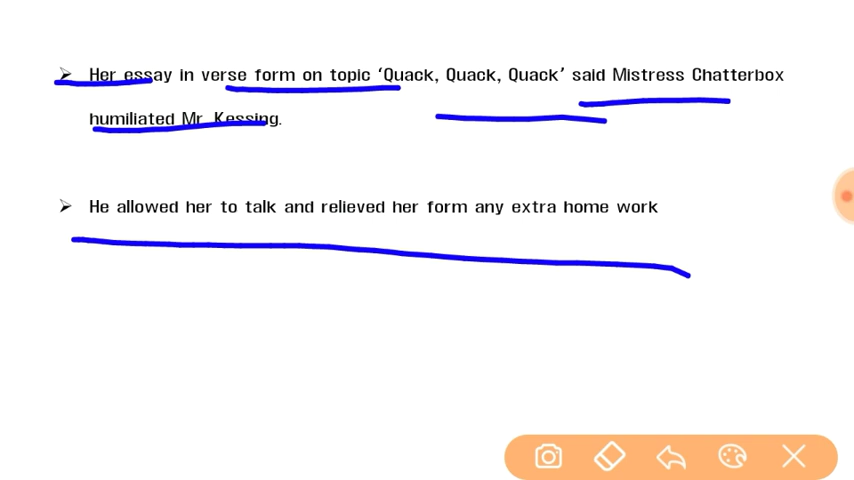 ➢ Her essay in verse form on topic ‘Quack, Quack, Quack’ said Mistress Chatterbox
humiliated Mr. Kessing.
➢ He allowed her to talk and relieved her form any extra home work